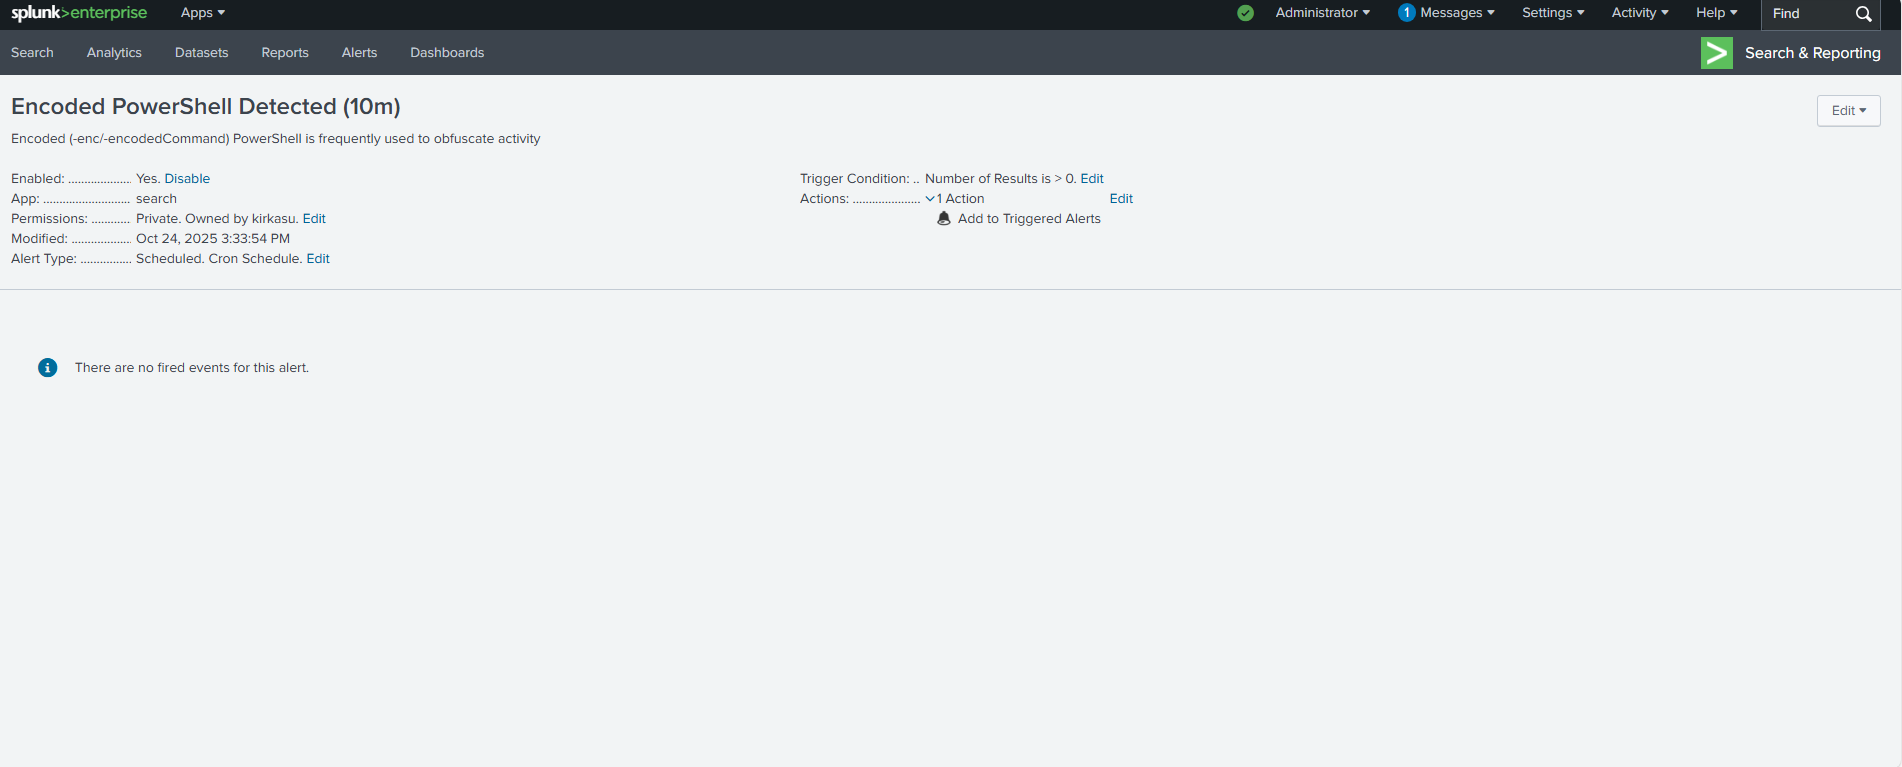 splunk>enterprise Apps Administrator 1 Messages Settings Activity Help Find
Search Analytics Datasets Reports Alerts Dashboards Search & Reporting
Encoded PowerShell Detected (10m)
Edit
Encoded (-enc/-encodedCommand) PowerShell is frequently used to obfuscate activity
Enabled: ................... Yes. Disable
App: ........................... search
Permissions: ............ Private. Owned by kirkasu. Edit
Modified: .................. Oct 24, 2025 3:33:54 PM
Alert Type: ................ Scheduled. Cron Schedule. Edit
Trigger Condition: .. Number of Results is > 0. Edit
Actions: ..................... 1 Action Edit
Add to Triggered Alerts
There are no fired events for this alert.